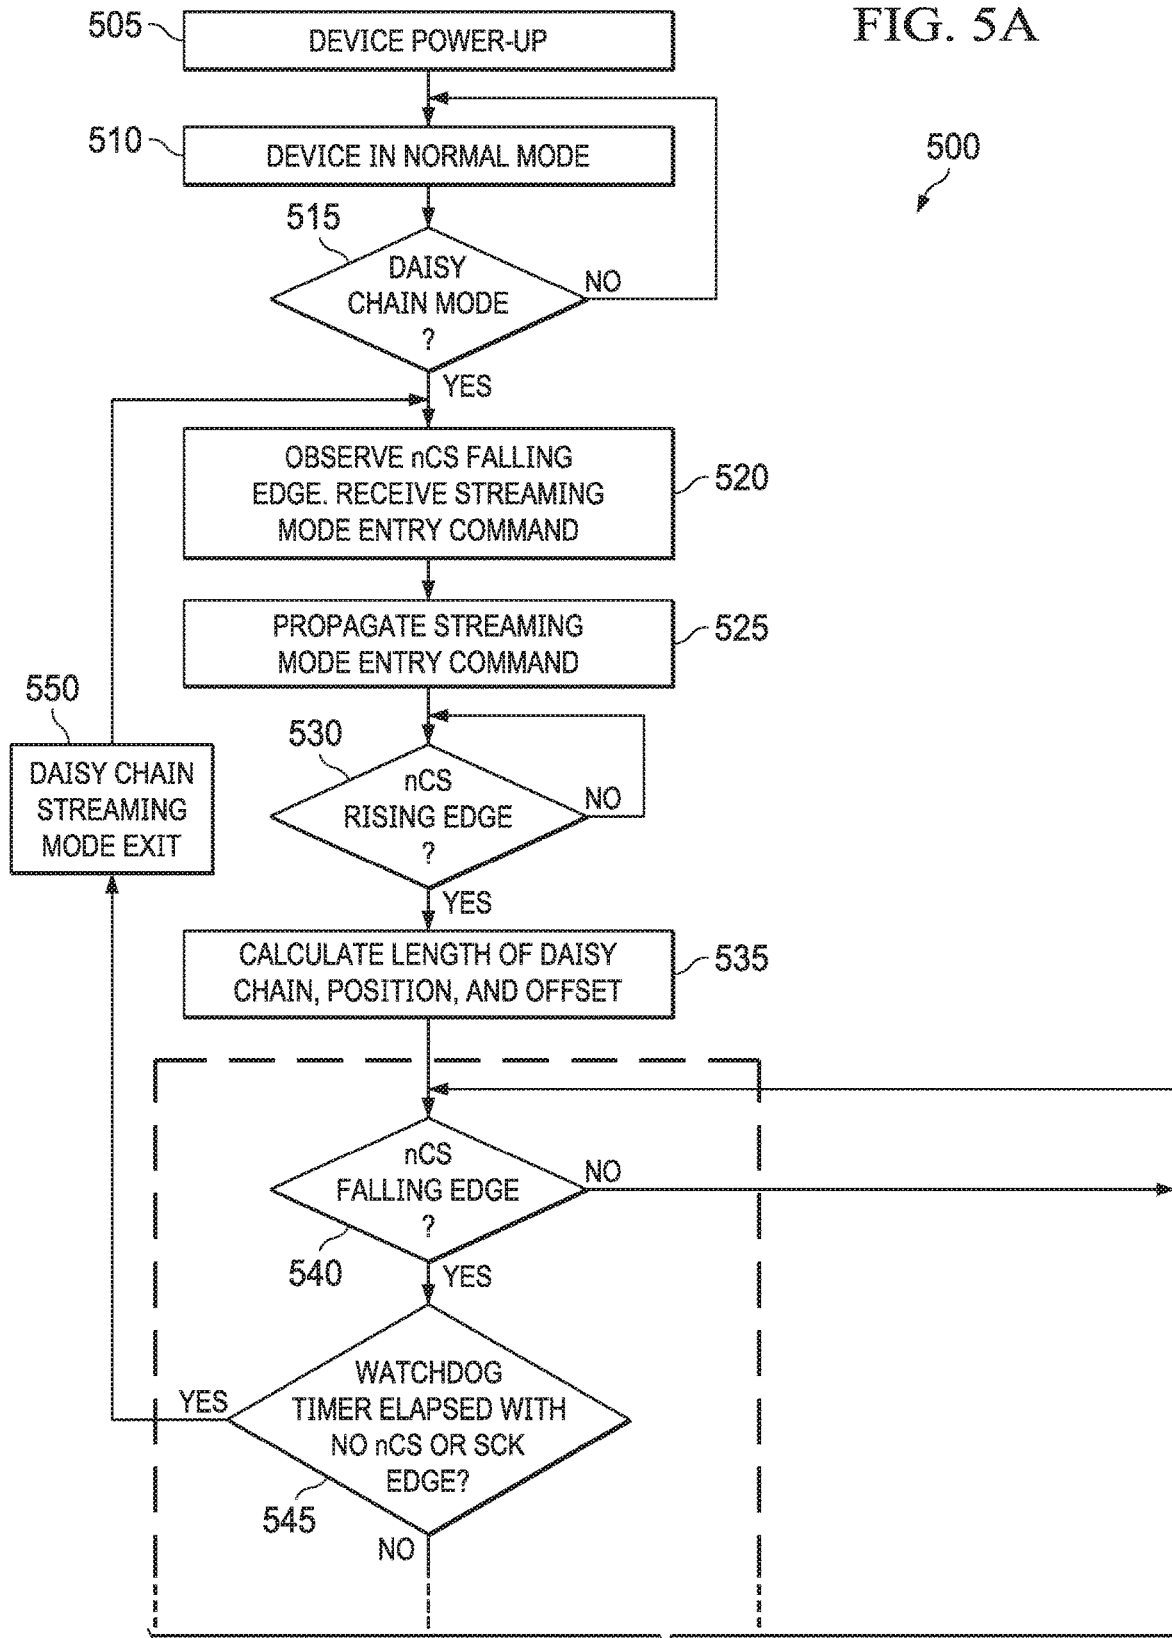 FIG. 5A
505
DEVICE POWER-UP
510
DEVICE IN NORMAL MODE
500
515
DAISY
CHAIN MODE
?
NO
YES
OBSERVE nCS FALLING
EDGE. RECEIVE STREAMING
MODE ENTRY COMMAND
520
PROPAGATE STREAMING
MODE ENTRY COMMAND
525
550
DAISY CHAIN
STREAMING
MODE EXIT
530
nCS
RISING EDGE
?
NO
YES
CALCULATE LENGTH OF DAISY
CHAIN, POSITION, AND OFFSET
535
nCS
FALLING EDGE
?
NO
540
YES
WATCHDOG
TIMER ELAPSED WITH
NO nCS OR SCK
EDGE?
YES
545
NO